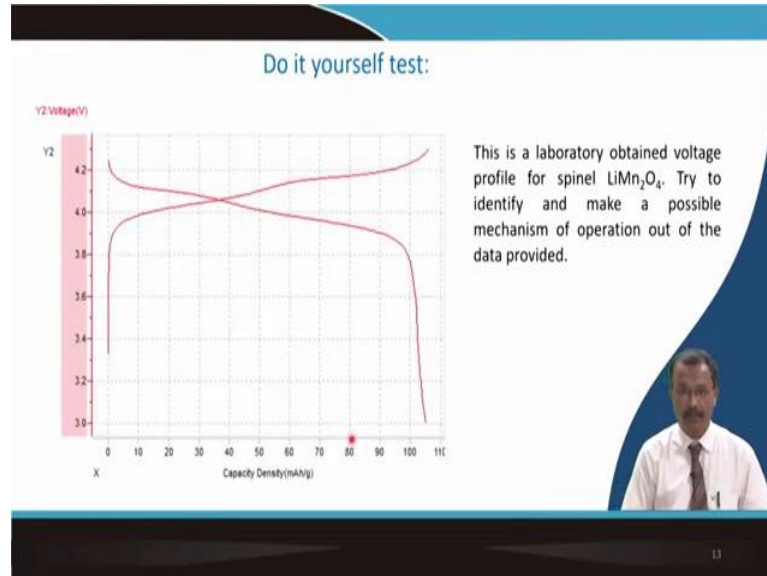 Do it yourself test:
Y2:Voltage(V)
Y2
4.2
4.0
3.8
3.6
3.4
3.2
3.0
0 10 20 30 40 50 60 70 80 90 100 110
X
Capacity Density(mAh/g)
This is a laboratory obtained voltage
profile for spinel LiMn₂O₄. Try to
identify and make a possible
mechanism of operation out of the
data provided.
13